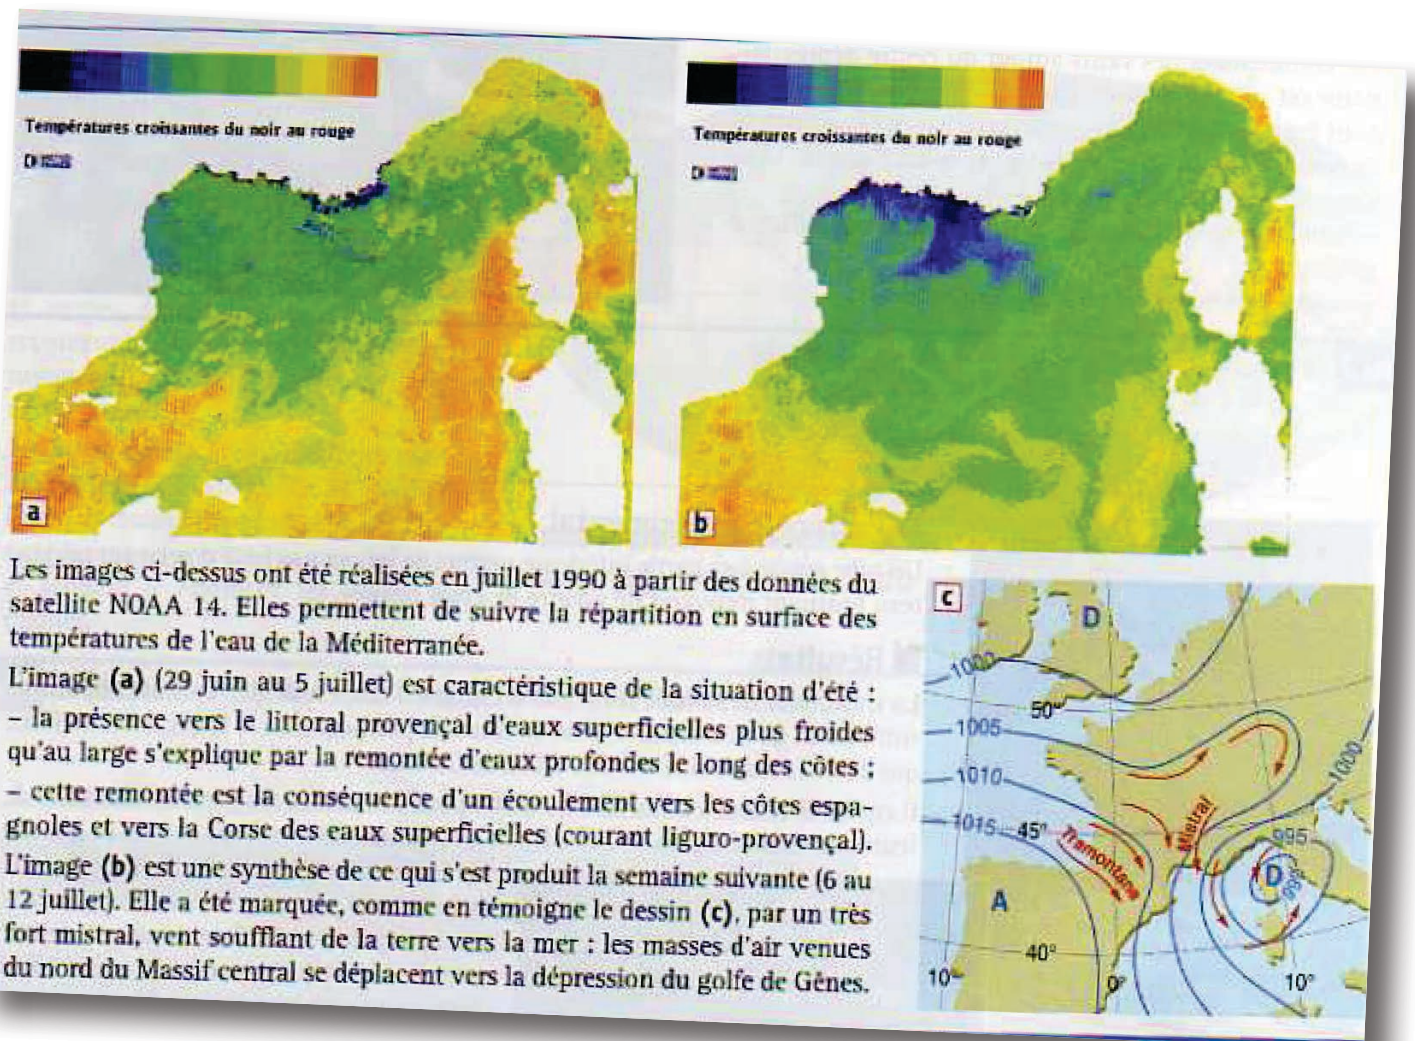 Températures croissantes du noir au rouge
D
a
Températures croissantes du noir au rouge
D
b
Les images ci-dessus ont été réalisées en juillet 1990 à partir des données du
satellite NOAA 14. Elles permettent de suivre la répartition en surface des
températures de l'eau de la Méditerranée.
L'image (a) (29 juin au 5 juillet) est caractéristique de la situation d'été :
– la présence vers le littoral provençal d'eaux superficielles plus froides
qu'au large s'explique par la remontée d'eaux profondes le long des côtes ;
– cette remontée est la conséquence d'un écoulement vers les côtes espa-
gnoles et vers la Corse des eaux superficielles (courant liguro-provençal).
L'image (b) est une synthèse de ce qui s'est produit la semaine suivante (6 au
12 juillet). Elle a été marquée, comme en témoigne le dessin (c), par un très
fort mistral, vent soufflant de la terre vers la mer : les masses d'air venues
du nord du Massif central se déplacent vers la dépression du golfe de Gênes.
c
D
1000
50°
1005
1010
1000
1015
45°
Tramontane
Mistral
995
D
990
A
40°
10°
0°
10°